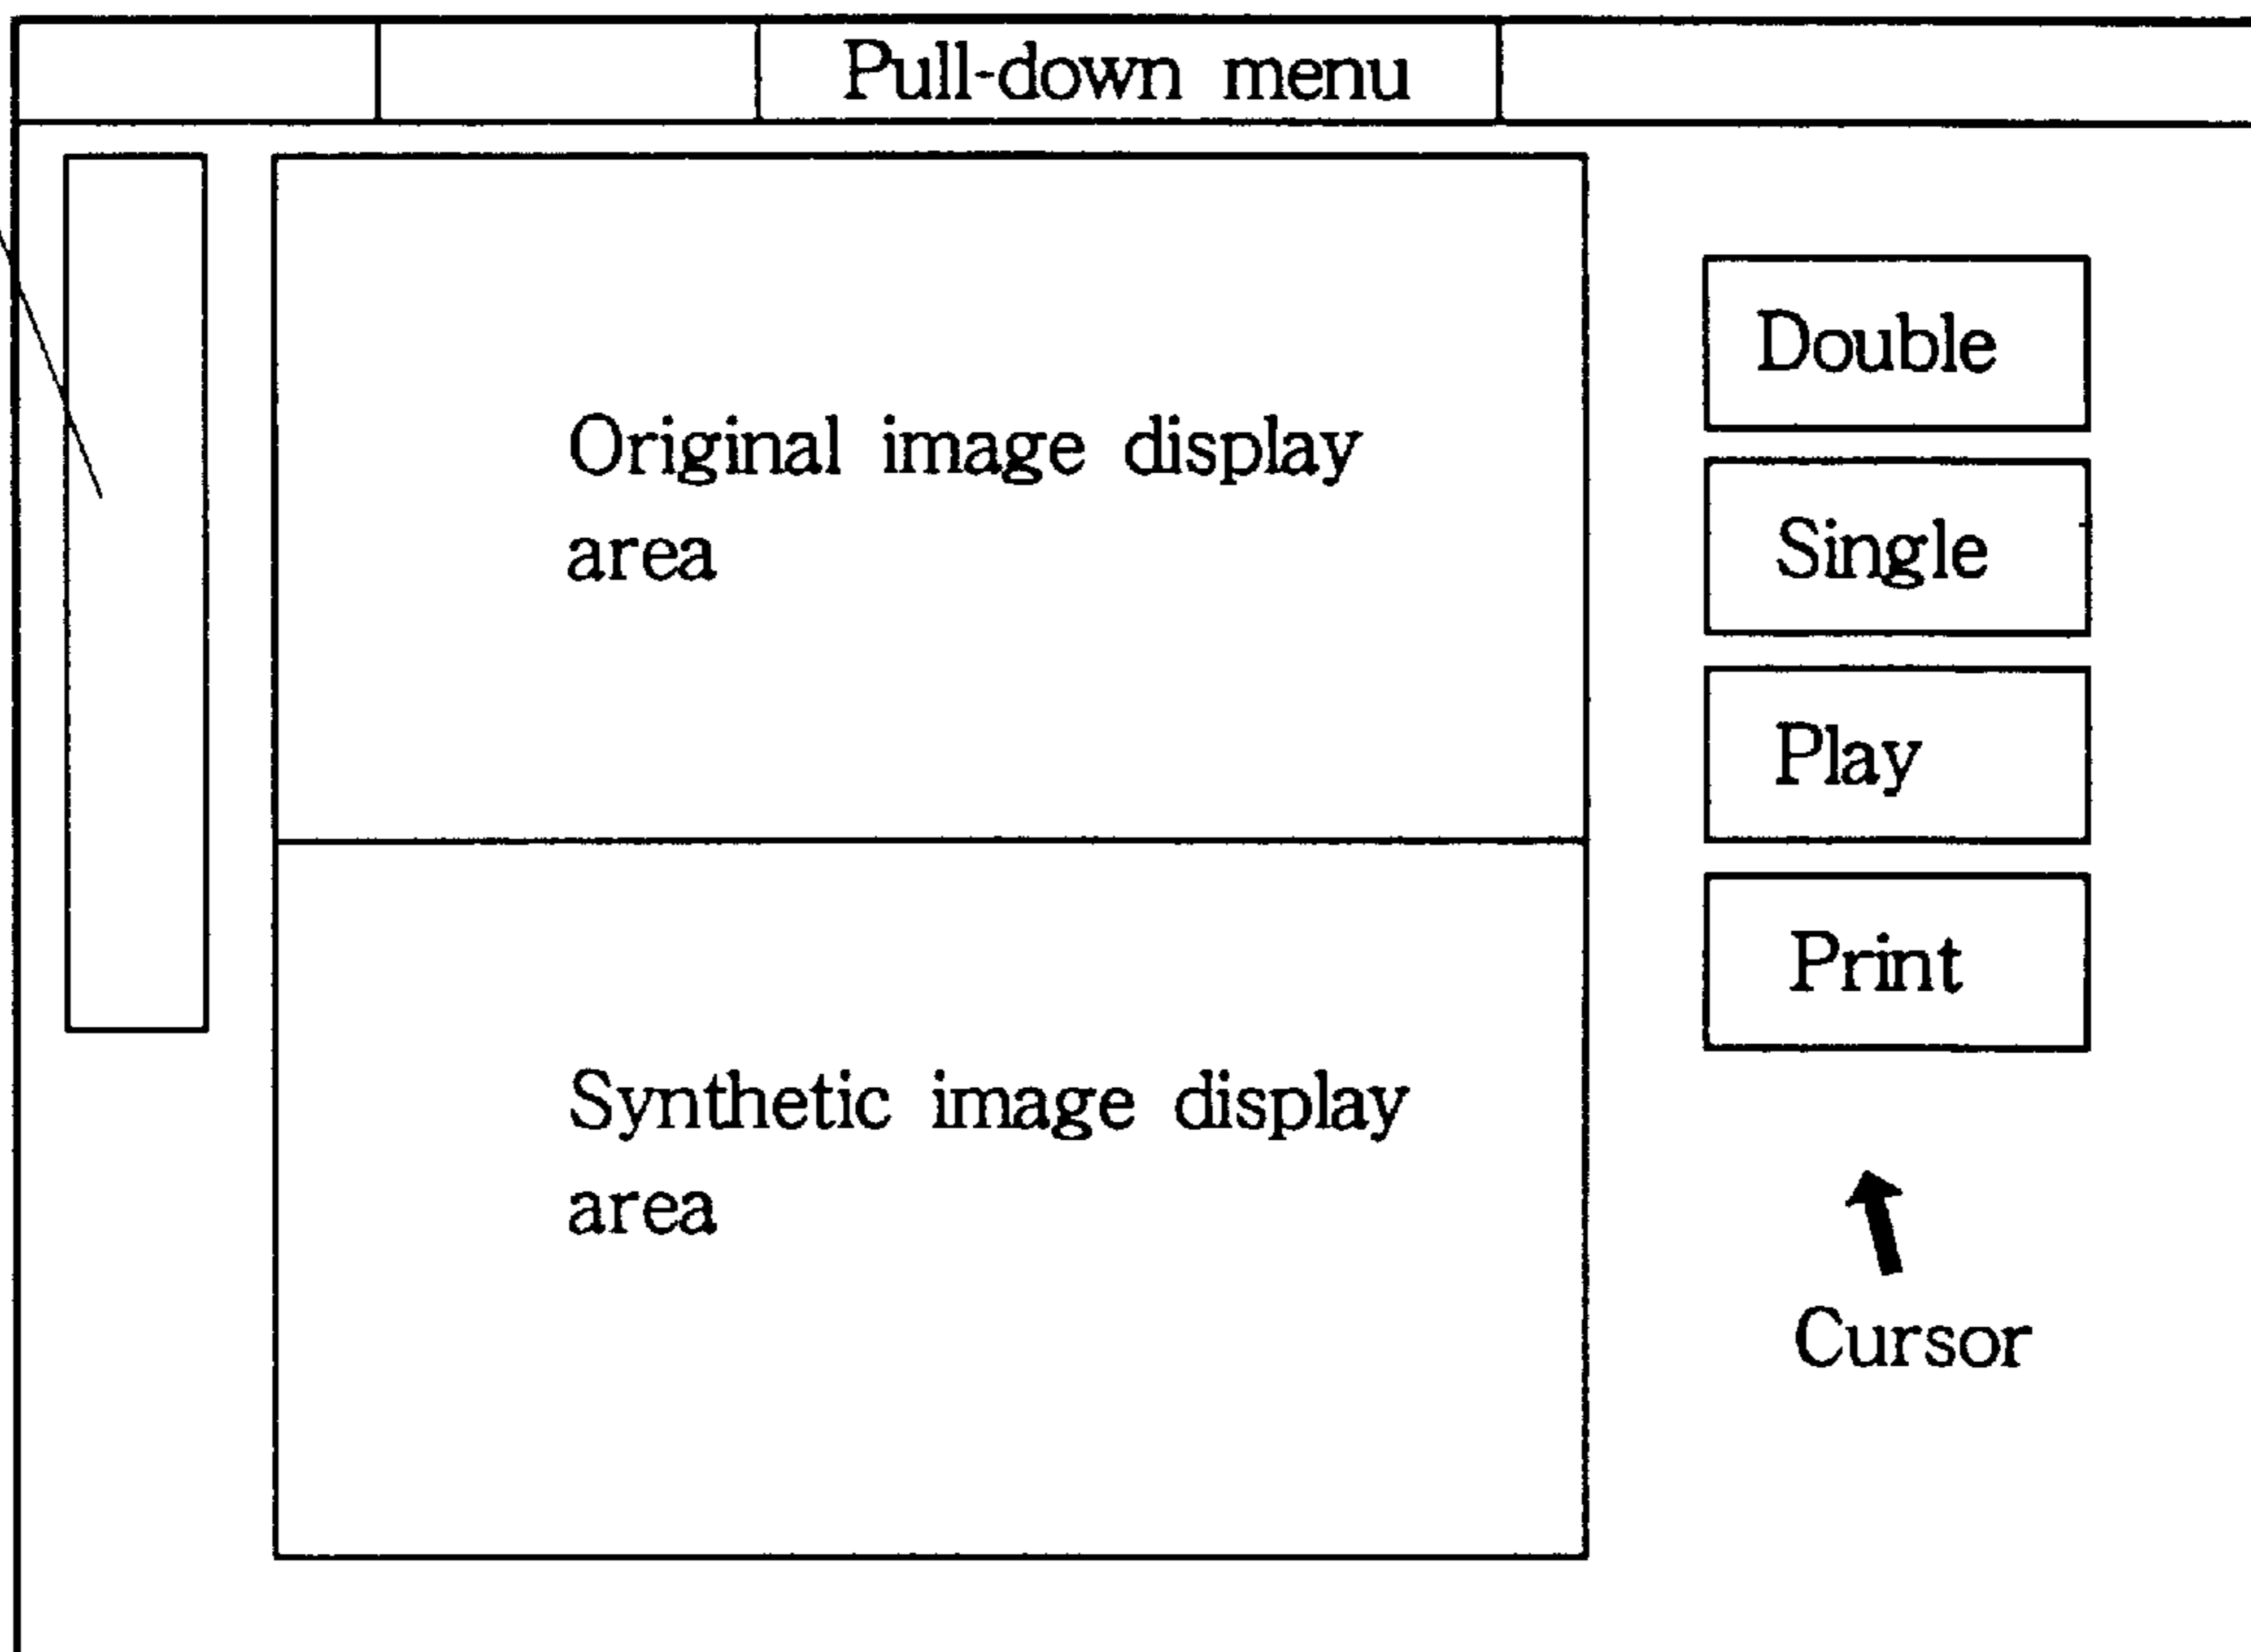 Pull-down menu
Original image display
area
Double
Single
Play
Print
Synthetic image display
area
Cursor